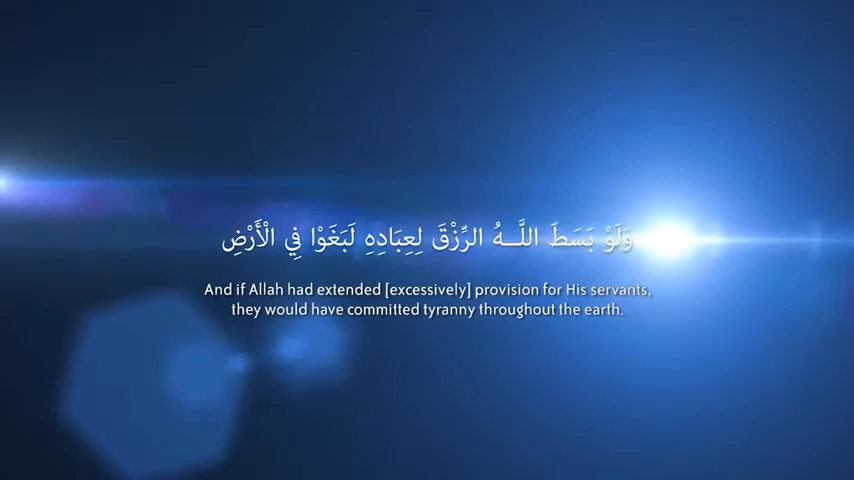 وَلَوْ بَسَطَ اللَّـهُ الرِّزْقَ لِعِبَادِهِ لَبَغَوْا فِي الْأَرْضِ
And if Allah had extended [excessively] provision for His servants,
they would have committed tyranny throughout the earth.